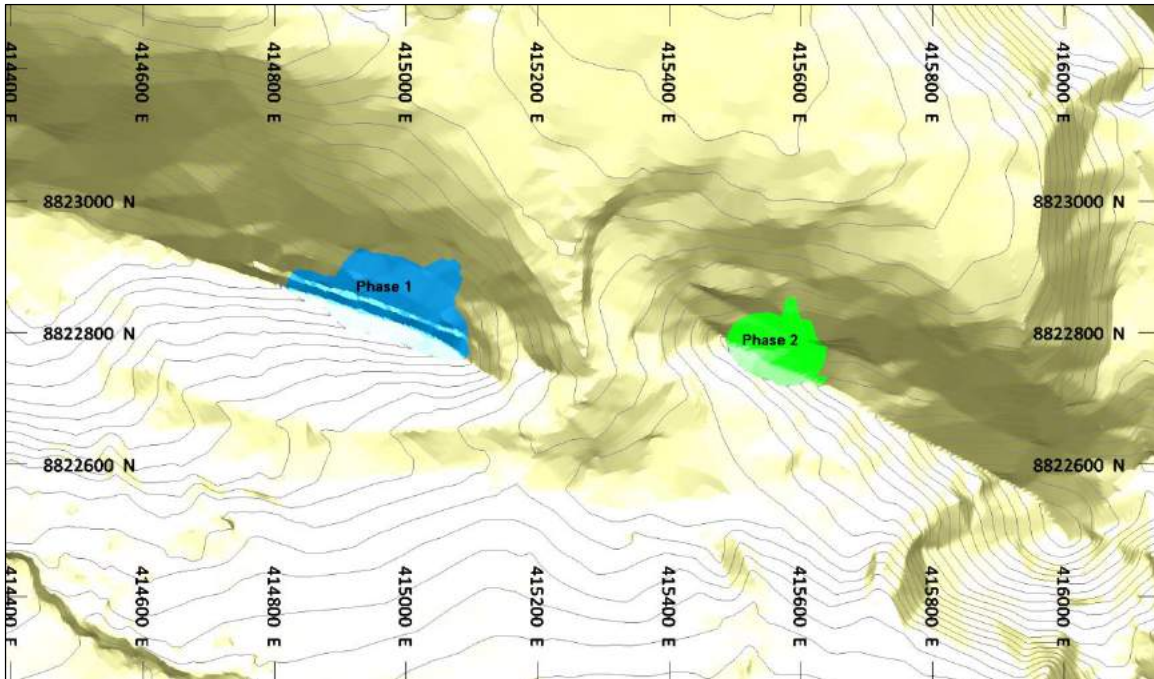 414400 E
414600 E
414800 E
415000 E
415200 E
415400 E
415600 E
415800 E
416000 E
8823000 N
8823000 N
Phase 1
8822800 N
Phase 2
8822800 N
8822600 N
8822600 N
414400 E
414600 E
414800 E
415000 E
415200 E
415400 E
415600 E
415800 E
416000 E